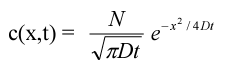 c(x,t) = N / √πDt e^{-x²/4Dt}